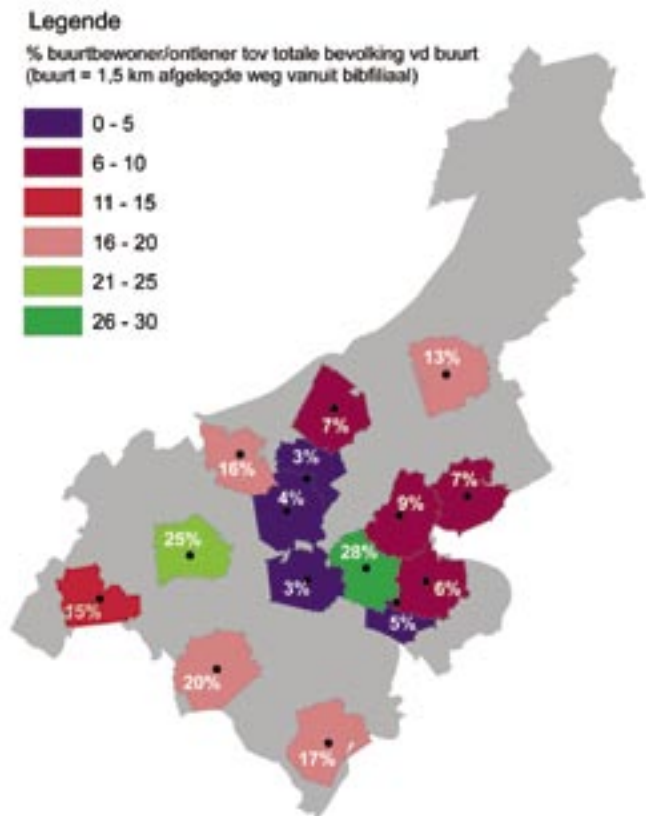 Legende
% buurtbewoner/ontlener tov totale bevolking vd buurt
(buurt = 1,5 km afgelegde weg vanuit bibfiliaal)
0 - 5
6 - 10
11 - 15
16 - 20
21 - 25
26 - 30
13%
7%
3%
16%
7%
4%
9%
25%
28%
3%
6%
15%
5%
20%
17%